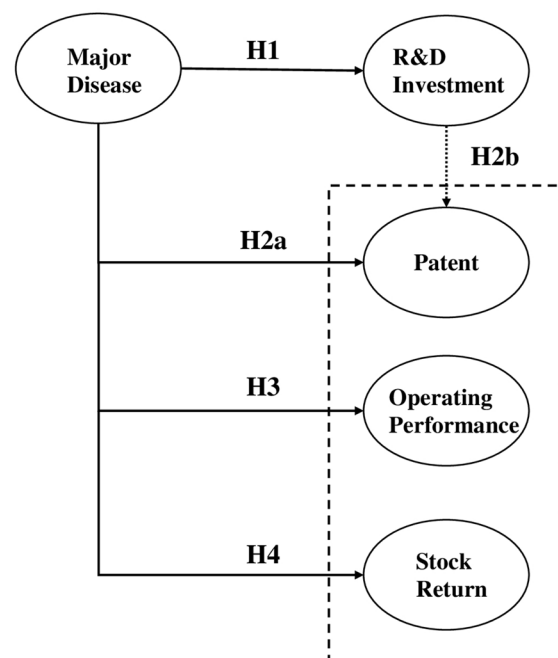 Major
Disease
H1
R&D
Investment
H2b
H2a
Patent
H3
Operating
Performance
H4
Stock
Return